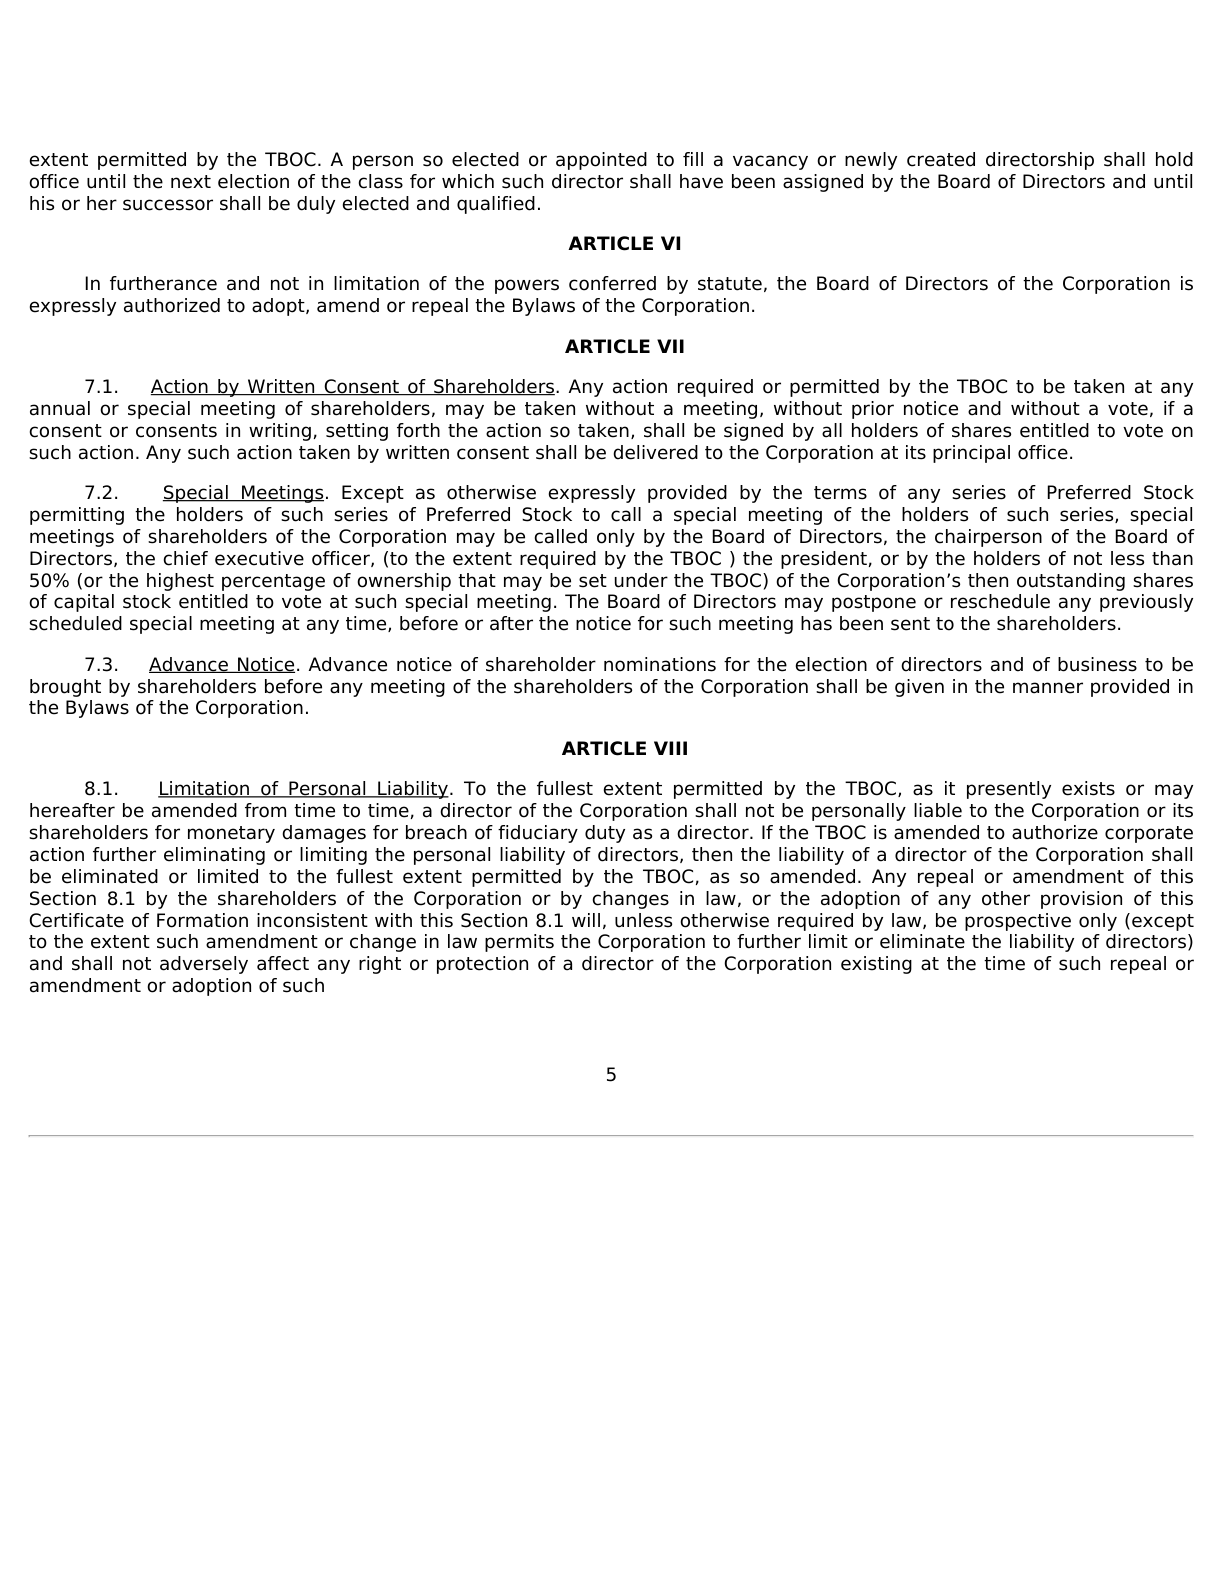 extent permitted by the TBOC. A person so elected or appointed to fill a vacancy or newly created directorship shall hold
office until the next election of the class for which such director shall have been assigned by the Board of Directors and until
his or her successor shall be duly elected and qualified.
ARTICLE VI
In furtherance and not in limitation of the powers conferred by statute, the Board of Directors of the Corporation is
expressly authorized to adopt, amend or repeal the Bylaws of the Corporation.
ARTICLE VII
7.1. Action by Written Consent of Shareholders. Any action required or permitted by the TBOC to be taken at any
annual or special meeting of shareholders, may be taken without a meeting, without prior notice and without a vote, if a
consent or consents in writing, setting forth the action so taken, shall be signed by all holders of shares entitled to vote on
such action. Any such action taken by written consent shall be delivered to the Corporation at its principal office.
7.2. Special Meetings. Except as otherwise expressly provided by the terms of any series of Preferred Stock
permitting the holders of such series of Preferred Stock to call a special meeting of the holders of such series, special
meetings of shareholders of the Corporation may be called only by the Board of Directors, the chairperson of the Board of
Directors, the chief executive officer, (to the extent required by the TBOC ) the president, or by the holders of not less than
50% (or the highest percentage of ownership that may be set under the TBOC) of the Corporation’s then outstanding shares
of capital stock entitled to vote at such special meeting. The Board of Directors may postpone or reschedule any previously
scheduled special meeting at any time, before or after the notice for such meeting has been sent to the shareholders.
7.3. Advance Notice. Advance notice of shareholder nominations for the election of directors and of business to be
brought by shareholders before any meeting of the shareholders of the Corporation shall be given in the manner provided in
the Bylaws of the Corporation.
ARTICLE VIII
8.1. Limitation of Personal Liability. To the fullest extent permitted by the TBOC, as it presently exists or may
hereafter be amended from time to time, a director of the Corporation shall not be personally liable to the Corporation or its
shareholders for monetary damages for breach of fiduciary duty as a director. If the TBOC is amended to authorize corporate
action further eliminating or limiting the personal liability of directors, then the liability of a director of the Corporation shall
be eliminated or limited to the fullest extent permitted by the TBOC, as so amended. Any repeal or amendment of this
Section 8.1 by the shareholders of the Corporation or by changes in law, or the adoption of any other provision of this
Certificate of Formation inconsistent with this Section 8.1 will, unless otherwise required by law, be prospective only (except
to the extent such amendment or change in law permits the Corporation to further limit or eliminate the liability of directors)
and shall not adversely affect any right or protection of a director of the Corporation existing at the time of such repeal or
amendment or adoption of such
5